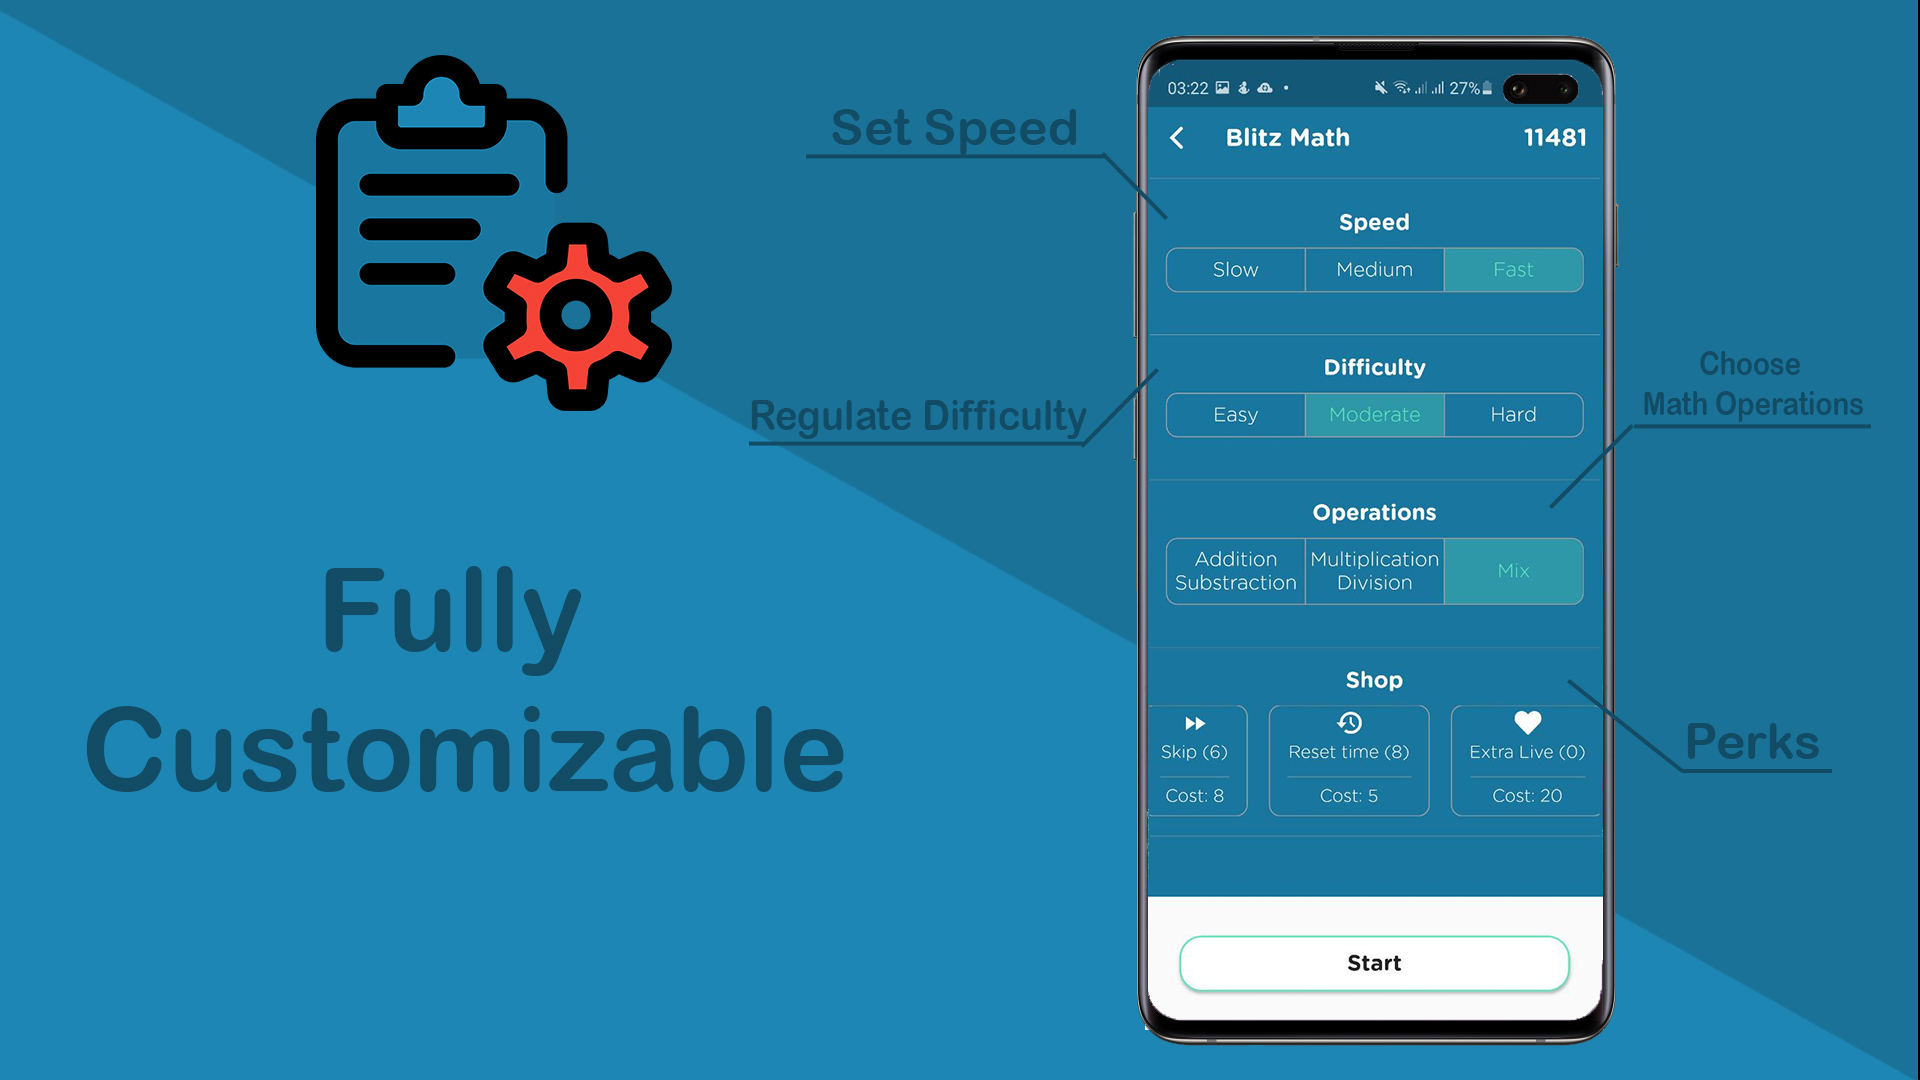 Set Speed
Regulate Difficulty
Choose
Math Operations
Perks
Fully
Customizable
03:22
27%
Blitz Math
11481
Speed
Slow
Medium
Fast
Difficulty
Easy
Moderate
Hard
Operations
Addition
Substraction
Multiplication
Division
Mix
Shop
Skip (6)
Cost: 8
Reset time (8)
Cost: 5
Extra Live (0)
Cost: 20
Start